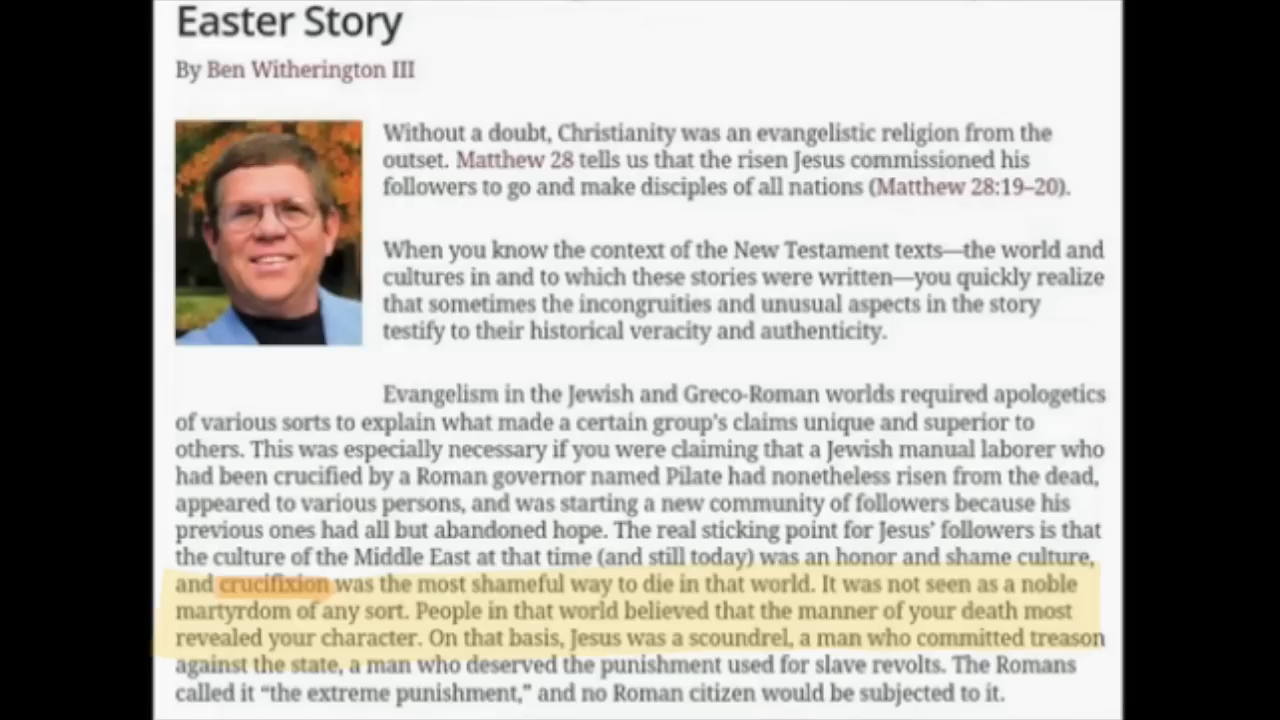 Easter Story
By Ben Witherington III
Without a doubt, Christianity was an evangelistic religion from the
outset. Matthew 28 tells us that the risen Jesus commissioned his
followers to go and make disciples of all nations (Matthew 28:19–20).
When you know the context of the New Testament texts—the world and
cultures in and to which these stories were written—you quickly realize
that sometimes the incongruities and unusual aspects in the story
testify to their historical veracity and authenticity.
Evangelism in the Jewish and Greco-Roman worlds required apologetics
of various sorts to explain what made a certain group's claims unique and superior to
others. This was especially necessary if you were claiming that a Jewish manual laborer who
had been crucified by a Roman governor named Pilate had nonetheless risen from the dead,
appeared to various persons, and was starting a new community of followers because his
previous ones had all but abandoned hope. The real sticking point for Jesus' followers is that
the culture of the Middle East at that time (and still today) was an honor and shame culture,
and crucifixion was the most shameful way to die in that world. It was not seen as a noble
martyrdom of any sort. People in that world believed that the manner of your death most
revealed your character. On that basis, Jesus was a scoundrel, a man who committed treason
against the state, a man who deserved the punishment used for slave revolts. The Romans
called it “the extreme punishment,” and no Roman citizen would be subjected to it.